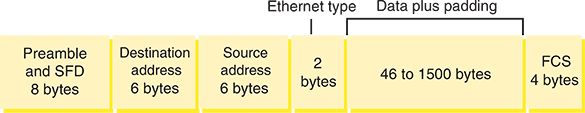 Ethernet type
Data plus padding
Preamble
and SFD
8 bytes
Destination
address
6 bytes
Source
address
6 bytes
2
bytes
46 to 1500 bytes
FCS
4 bytes